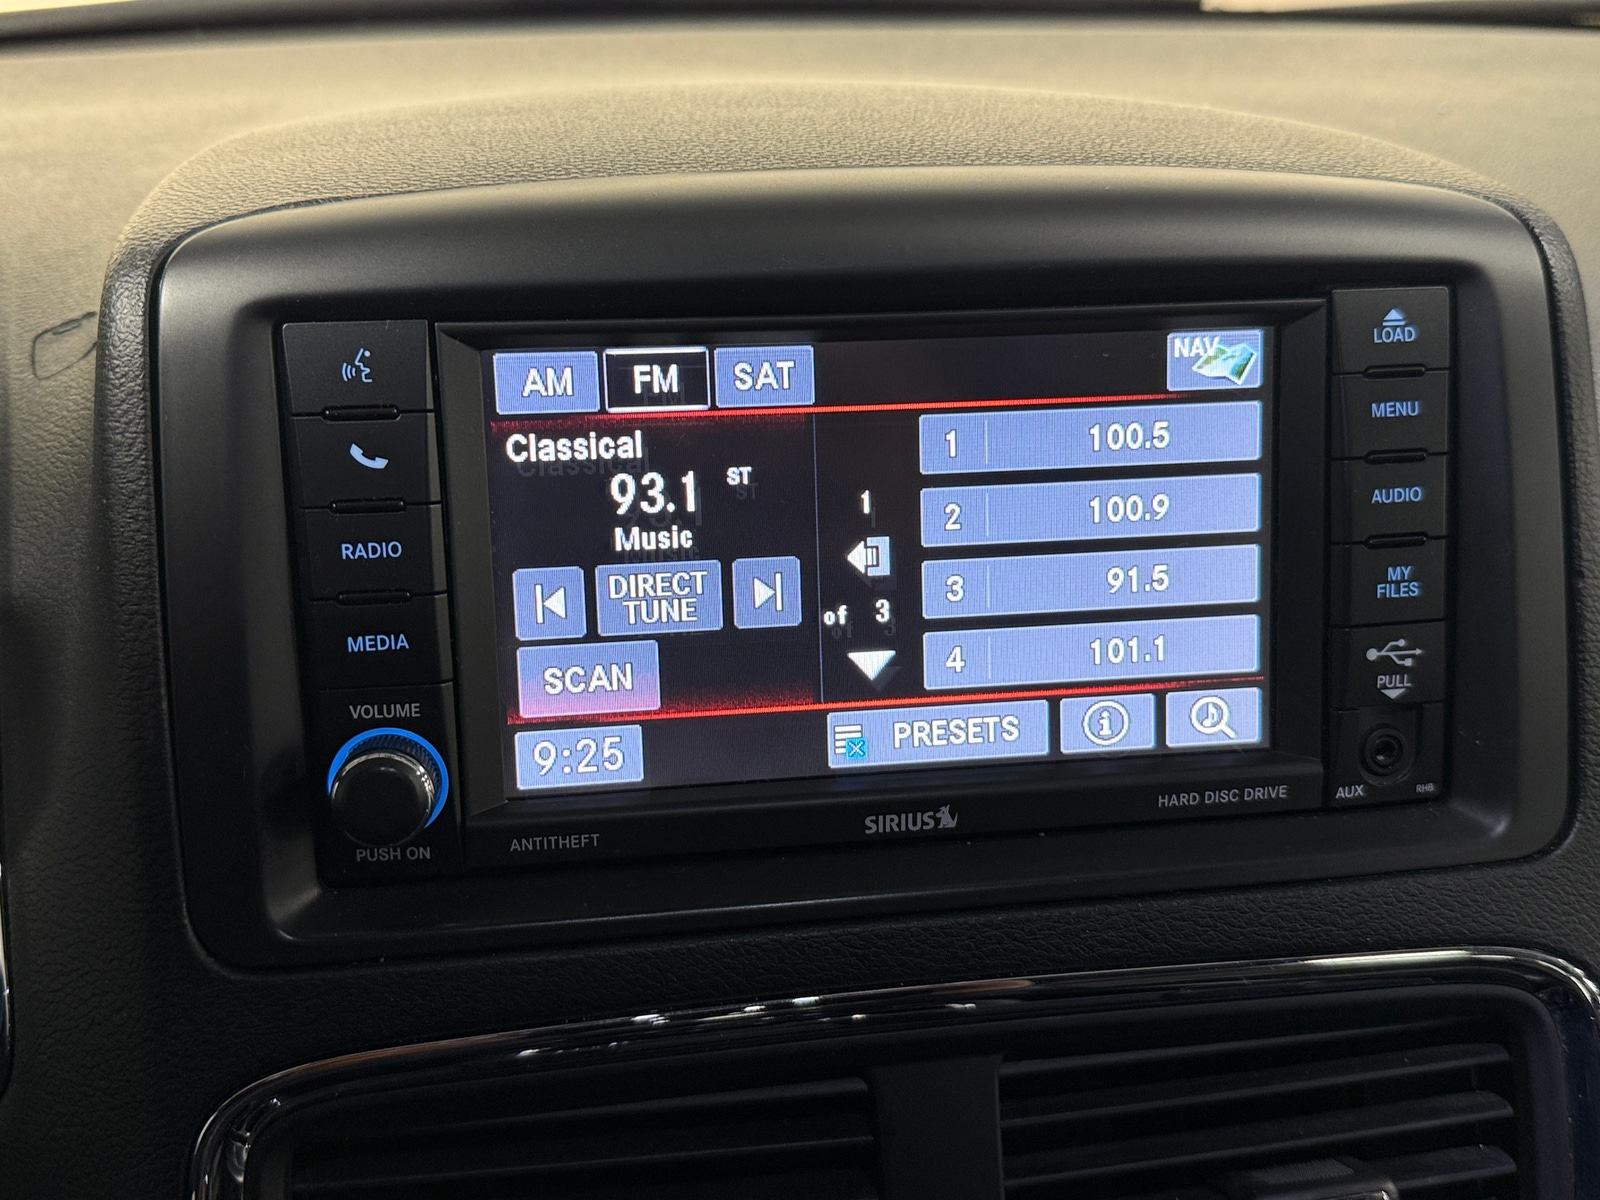 AM FM SAT NAV
Classical
93.1 ST
Music
DIRECT
TUNE
SCAN
9:25
1
of 3
1 100.5
2 100.9
3 91.5
4 101.1
PRESETS
i
RADIO
MEDIA
VOLUME
PUSH ON
LOAD
MENU
AUDIO
MY
FILES
PULL
AUX RHB
ANTITHEFT
SIRIUS
HARD DISC DRIVE